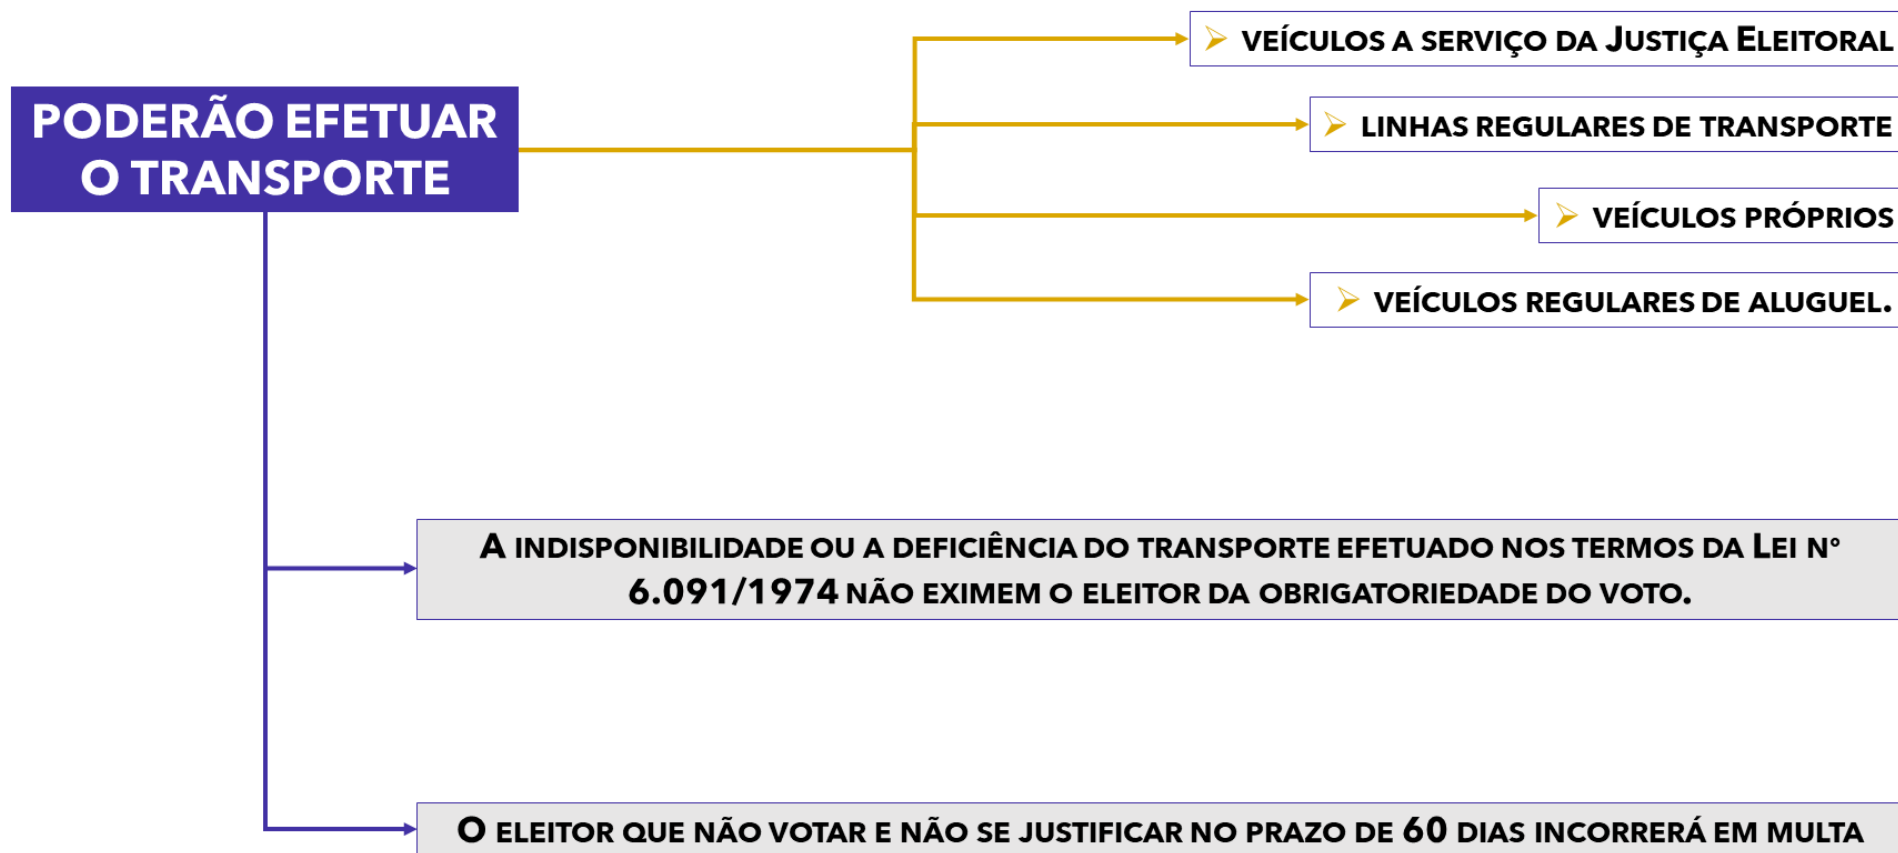 VEÍCULOS A SERVIÇO DA JUSTIÇA ELEITORAL
PODERÃO EFETUAR
O TRANSPORTE
LINHAS REGULARES DE TRANSPORTE
VEÍCULOS PRÓPRIOS
VEÍCULOS REGULARES DE ALUGUEL.
A INDISPONIBILIDADE OU A DEFICIÊNCIA DO TRANSPORTE EFETUADO NOS TERMOS DA LEI N°
6.091/1974 NÃO EXIMEM O ELEITOR DA OBRIGATORIEDADE DO VOTO.
O ELEITOR QUE NÃO VOTAR E NÃO SE JUSTIFICAR NO PRAZO DE 60 DIAS INCORRERÁ EM MULTA